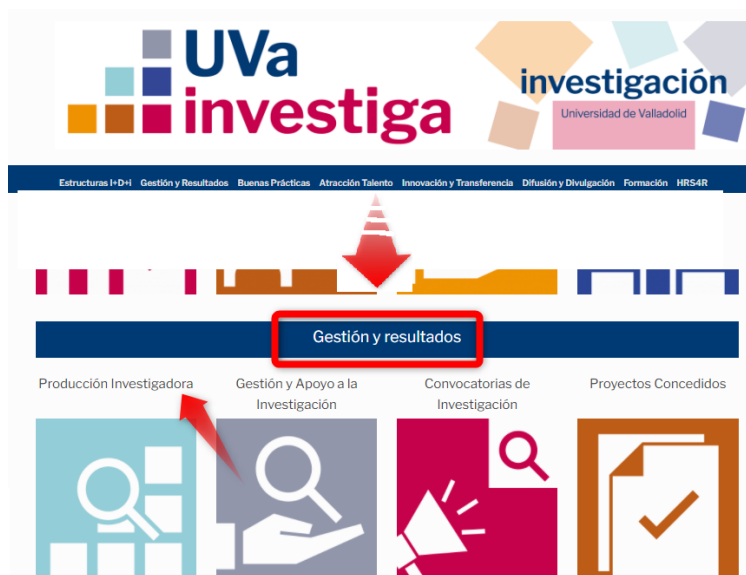 UVa
investiga
investigación
Universidad de Valladolid
Estructuras I+D+i Gestión y Resultados Buenas Prácticas Atracción Talento Innovación y Transferencia Difusión y Divulgación Formación HRS4R
Gestión y resultados
Producción Investigadora
Gestión y Apoyo a la
Investigación
Convocatorias de
Investigación
Proyectos Concedidos